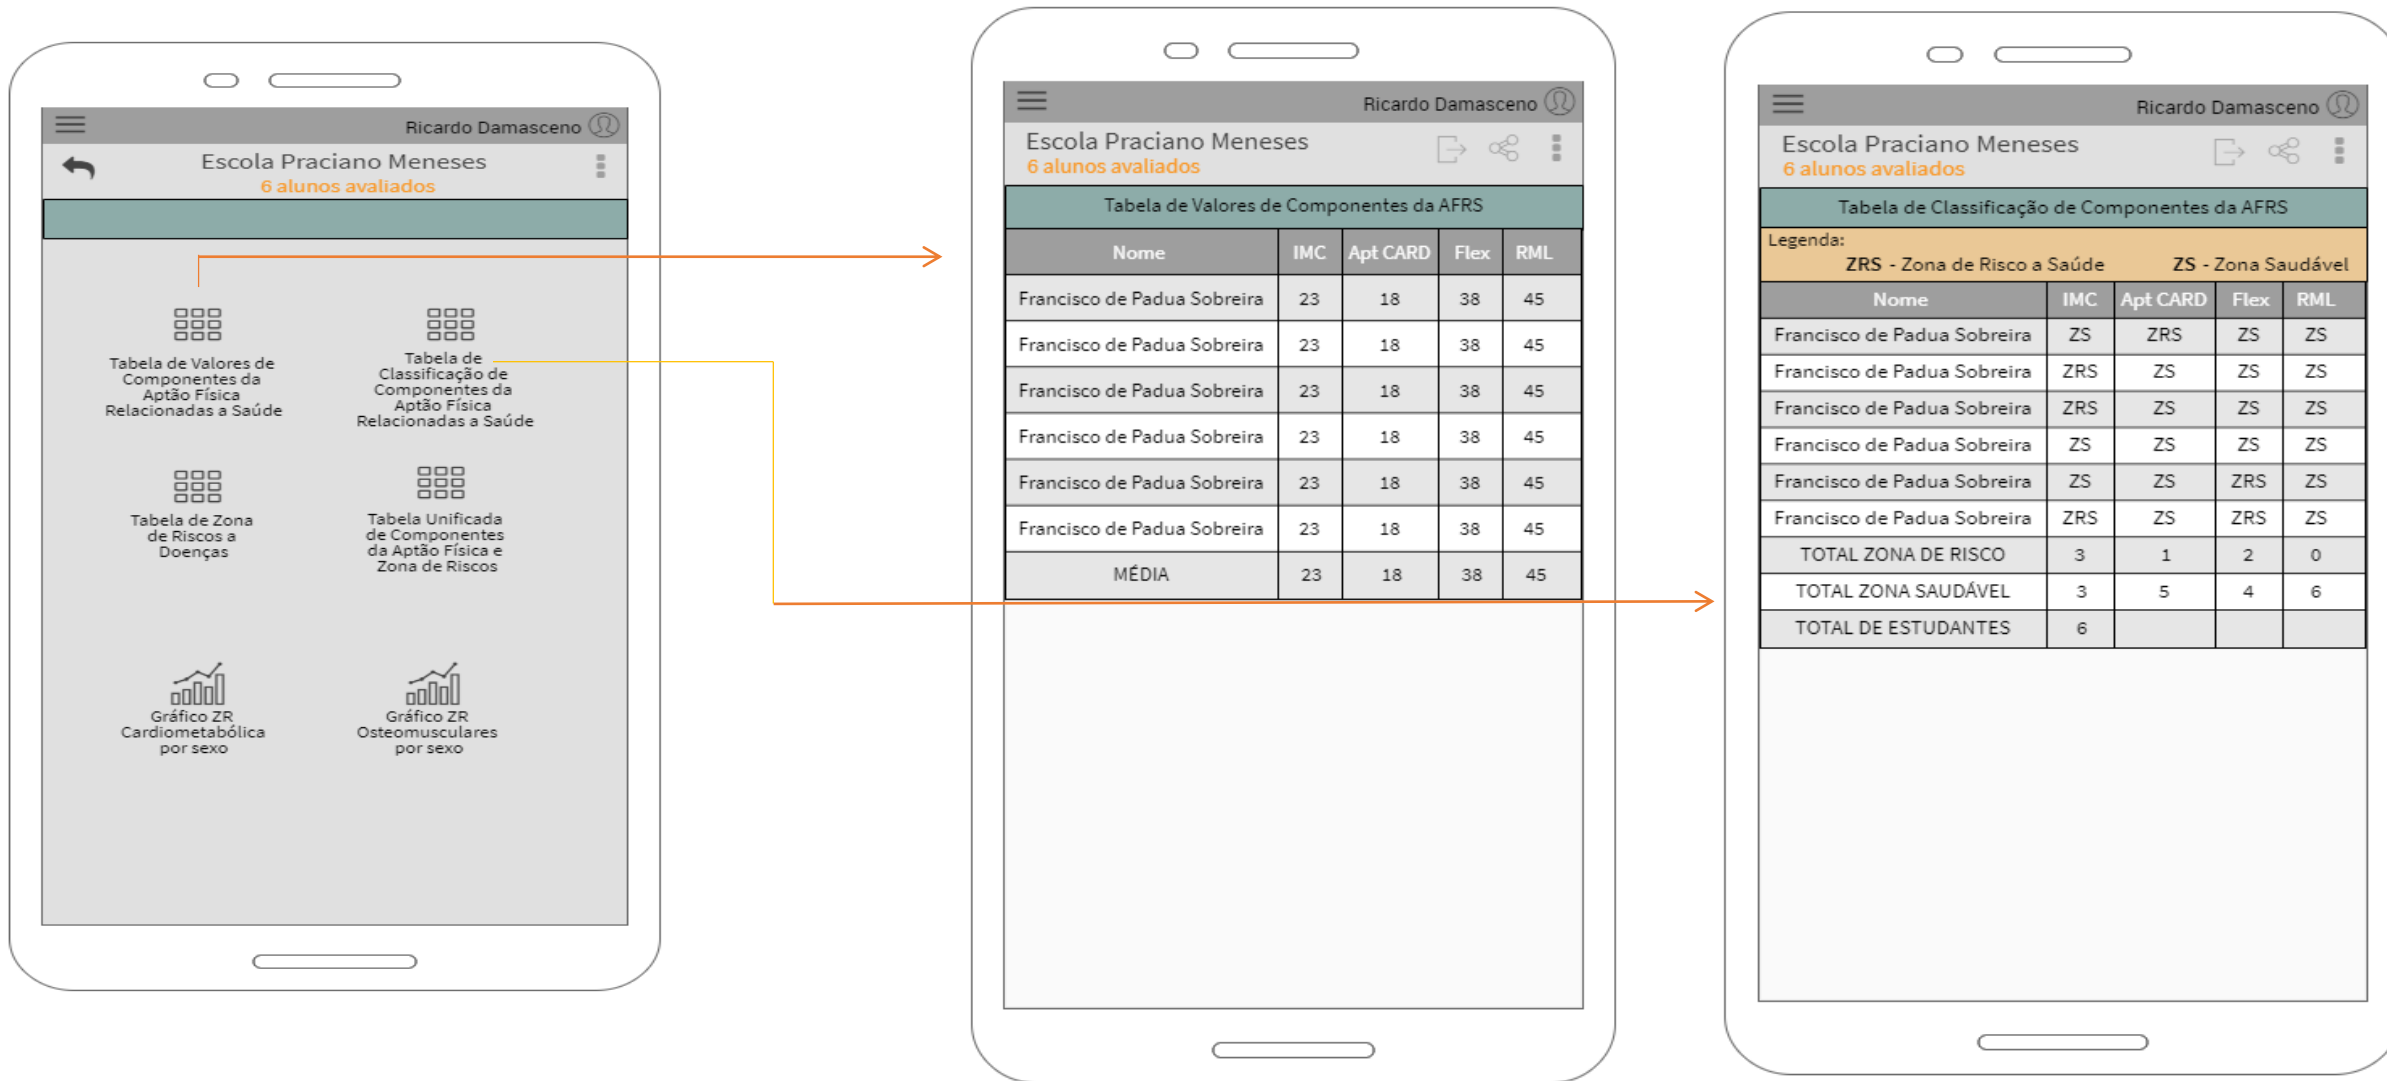 Ricardo Damasceno
Escola Praciano Meneses
6 alunos avaliados
Tabela de Valores de
Componentes da
Aptão Física
Relacionadas a Saúde
Tabela de
Classificação de
Componentes da
Aptão Física
Relacionadas a Saúde
Tabela de Zona
de Riscos a
Doenças
Tabela Unificada
de Componentes
da Aptão Física e
Zona de Riscos
Gráfico ZR
Cardiometabólica
por sexo
Gráfico ZR
Osteomusculares
por sexo
Ricardo Damasceno
Escola Praciano Meneses
6 alunos avaliados
Tabela de Valores de Componentes da AFRS
Nome IMC Apt CARD Flex RML
Francisco de Padua Sobreira 23 18 38 45
Francisco de Padua Sobreira 23 18 38 45
Francisco de Padua Sobreira 23 18 38 45
Francisco de Padua Sobreira 23 18 38 45
Francisco de Padua Sobreira 23 18 38 45
Francisco de Padua Sobreira 23 18 38 45
MÉDIA 23 18 38 45
Ricardo Damasceno
Escola Praciano Meneses
6 alunos avaliados
Tabela de Classificação de Componentes da AFRS
Legenda:
ZRS - Zona de Risco a Saúde ZS - Zona Saudável
Nome IMC Apt CARD Flex RML
Francisco de Padua Sobreira ZS ZRS ZS ZS
Francisco de Padua Sobreira ZRS ZS ZS ZS
Francisco de Padua Sobreira ZRS ZS ZS ZS
Francisco de Padua Sobreira ZS ZS ZS ZS
Francisco de Padua Sobreira ZS ZS ZRS ZS
Francisco de Padua Sobreira ZRS ZS ZRS ZS
TOTAL ZONA DE RISCO 3 1 2 0
TOTAL ZONA SAUDÁVEL 3 5 4 6
TOTAL DE ESTUDANTES 6